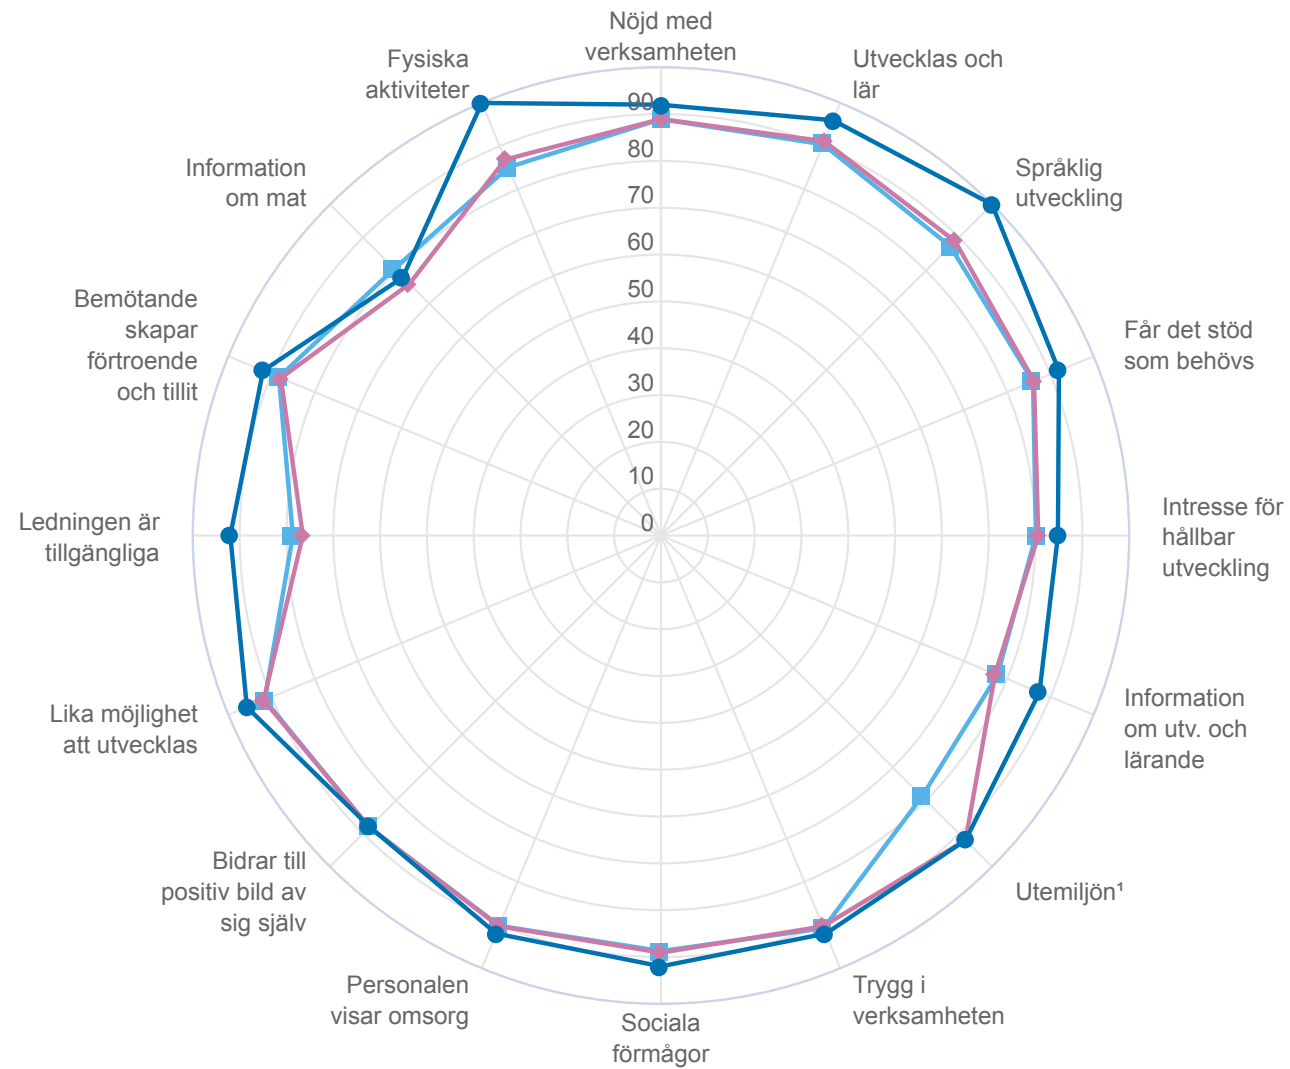 Nöjd med
verksamheten
Utvecklas och
lär
Språklig
utveckling
Får det stöd
som behövs
Intresse för
hållbar
utveckling
Information
om utv. och
lärande
Utemiljön¹
Trygg i
verksamheten
Sociala
förmågor
Personalen
visar omsorg
Bidrar till
positiv bild av
sig själv
Lika möjlighet
att utvecklas
Ledningen är
tillgängliga
Bemötande
skapar
förtroende
och tillit
Information
om mat
Fysiska
aktiviteter
90
80
70
60
50
40
30
20
10
0